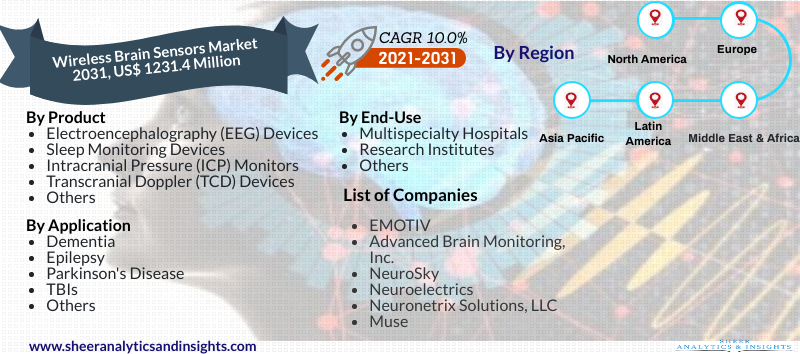 Wireless Brain Sensors Market
2031, US$ 1231.4 Million
CAGR 10.0%
2021-2031
By Region
North America
Europe
Asia Pacific
Latin
America
Middle East & Africa
By Product
• Electroencephalography (EEG) Devices
• Sleep Monitoring Devices
• Intracranial Pressure (ICP) Monitors
• Transcranial Doppler (TCD) Devices
• Others
By Application
• Dementia
• Epilepsy
• Parkinson's Disease
• TBIs
• Others
By End-Use
• Multispecialty Hospitals
• Research Institutes
• Others
List of Companies
• EMOTIV
• Advanced Brain Monitoring,
Inc.
• NeuroSky
• Neuroelectrics
• Neuronetrix Solutions, LLC
• Muse
www.sheeranalyticsandinsights.com
SHEER
ANALYTICS & INSIGHTS